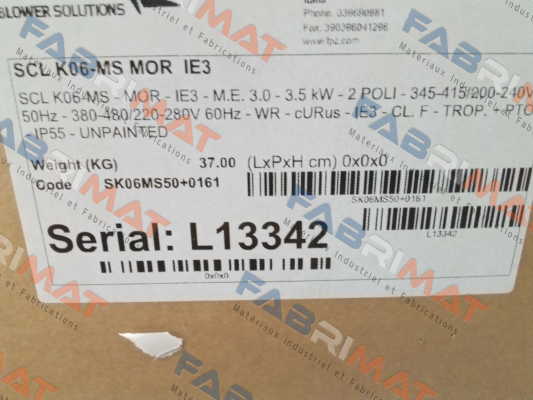 BLOWER SOLUTIONS
Phone. 039690981
Fax. 390396041296
www.fpz.com
SCL K06-MS MOR IE3
SCL K06-MS - MOR - IE3 - M.E. 3.0 - 3.5 kW - 2 POLI - 345-415/200-240V
50Hz - 380-480/220-280V 60Hz - WR - cURus - IE3 - CL. F - TROP. + PTO
- IP55 - UNPAINTED
Weight (KG) 37.00 (LxPxH cm) 0x0x0
Code SK06MS50+0161
SK06MS50+0161
Serial: L13342
L13342
0x0x0
FABRIMAT
Matériaux Industriel et Fabrications